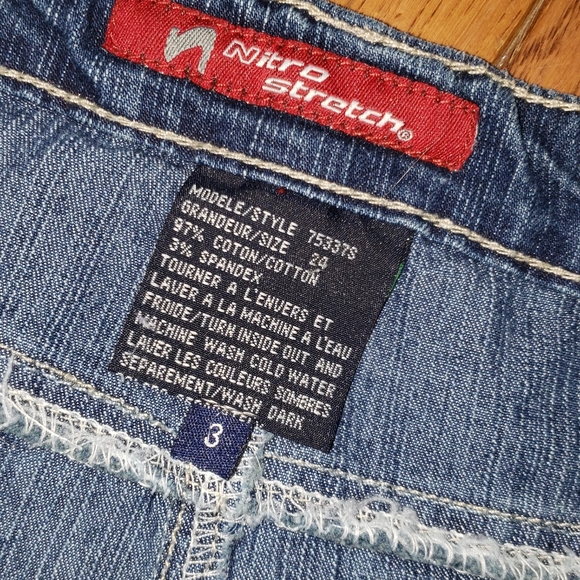 Nitro
Stretch®
MODELE/STYLE 75337S
GRANDEUR/SIZE
97% COTON/COTTON
3% SPANDEX
TOURNER A L'ENVERS ET
LAVER A LA MACHINE A L'EAU
FROIDE/TURN INSIDE OUT AND
MACHINE WASH COLD WATER
LAVER LES COULEURS SOMBRES
SEPAREMENT/WASH DARK
3